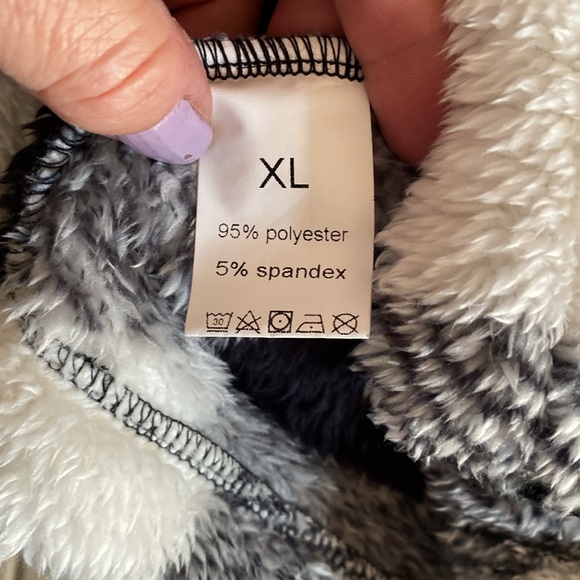 XL
95% polyester
5% spandex
30